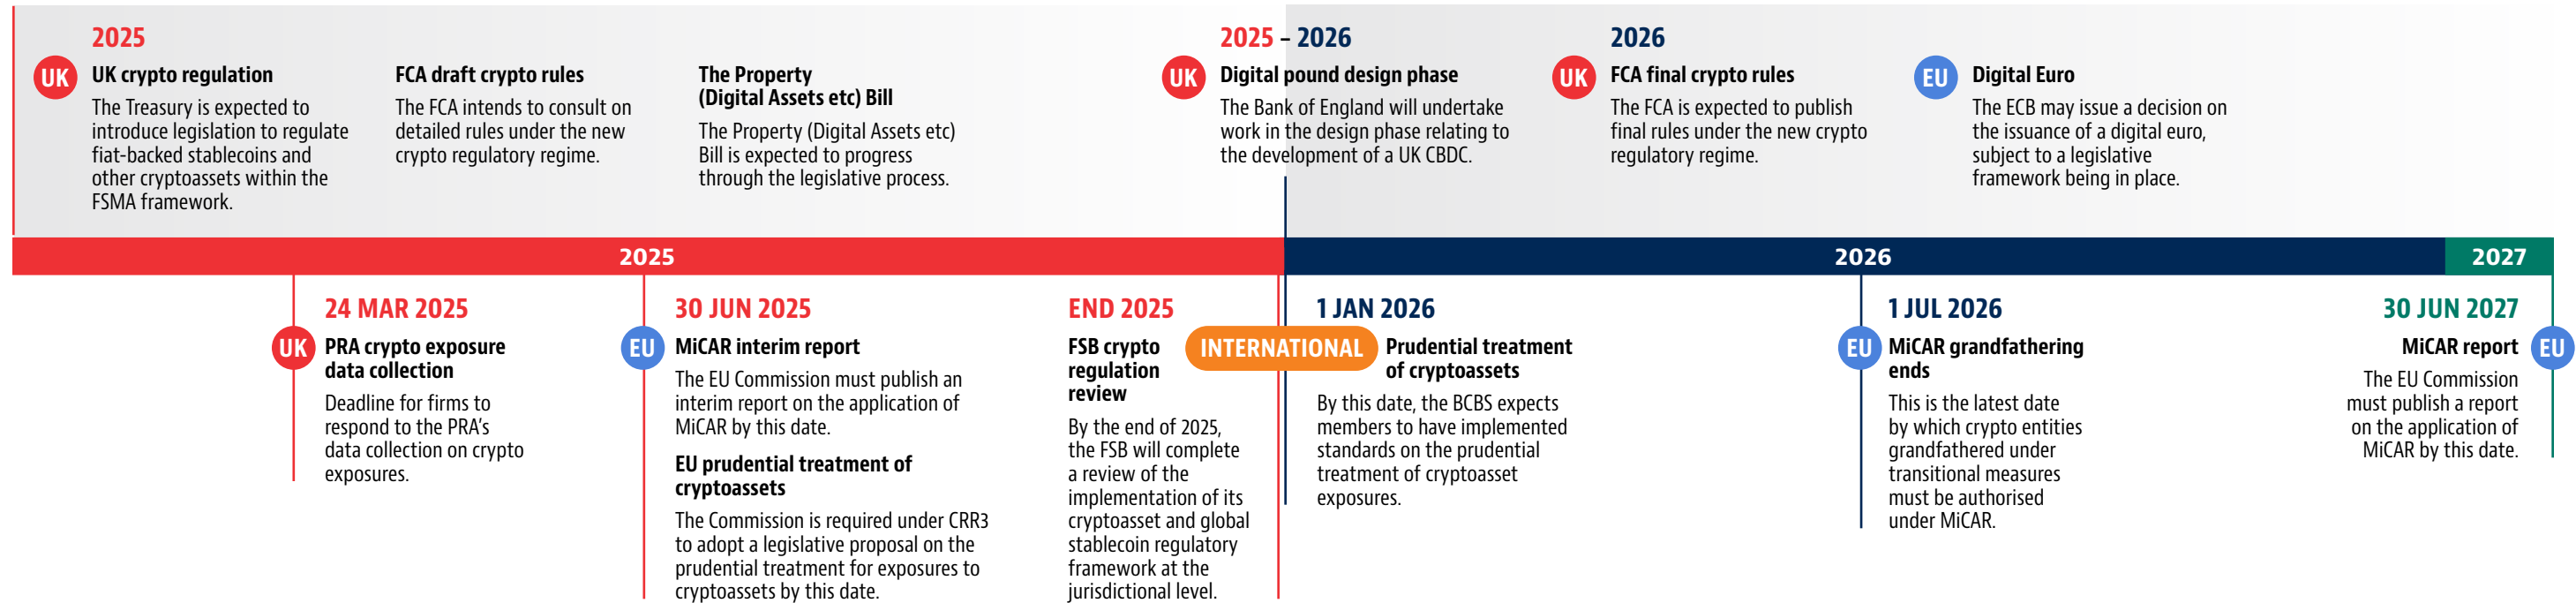 2025
UK
UK crypto regulation
The Treasury is expected to
introduce legislation to regulate
fiat-backed stablecoins and
other cryptoassets within the
FSMA framework.
FCA draft crypto rules
The FCA intends to consult on
detailed rules under the new
crypto regulatory regime.
The Property
(Digital Assets etc) Bill
The Property (Digital Assets etc)
Bill is expected to progress
through the legislative process.
2025 – 2026
UK
Digital pound design phase
The Bank of England will undertake
work in the design phase relating to
the development of a UK CBDC.
2026
UK
FCA final crypto rules
The FCA is expected to publish
final rules under the new crypto
regulatory regime.
EU
Digital Euro
The ECB may issue a decision on
the issuance of a digital euro,
subject to a legislative
framework being in place.
2025
2026
2027
24 MAR 2025
UK
PRA crypto exposure
data collection
Deadline for firms to
respond to the PRA's
data collection on crypto
exposures.
30 JUN 2025
EU
MiCAR interim report
The EU Commission must publish an
interim report on the application of
MiCAR by this date.
EU prudential treatment of
cryptoassets
The Commission is required under CRR3
to adopt a legislative proposal on the
prudential treatment for exposures to
cryptoassets by this date.
END 2025
FSB crypto
regulation
review
By the end of 2025,
the FSB will complete
a review of the
implementation of its
cryptoasset and global
stablecoin regulatory
framework at the
jurisdictional level.
INTERNATIONAL
1 JAN 2026
Prudential treatment
of cryptoassets
By this date, the BCBS expects
members to have implemented
standards on the prudential
treatment of cryptoasset
exposures.
1 JUL 2026
EU
MiCAR grandfathering
ends
This is the latest date
by which crypto entities
grandfathered under
transitional measures
must be authorised
under MiCAR.
30 JUN 2027
MiCAR report
EU
The EU Commission
must publish a report
on the application of
MiCAR by this date.